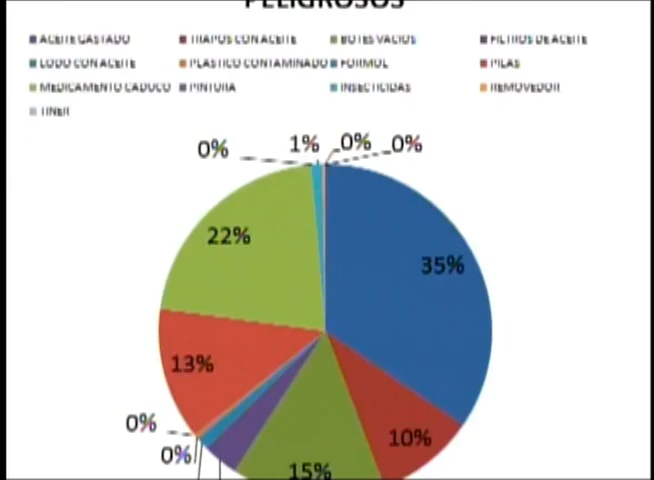 PELIGROSOS
ACEITE GASTADO TRAPOS CON ACEITE BOTES VACIOS FILTROS DE ACEITE
LODO CON ACEITE PLASTICO CONTAMINADO FORMOL PILAS
MEDICAMENTO CADUCO PINTURA INSECTICIDAS REMOVEDOR
TINER
0% 1% 0% 0%
22%
35%
13%
0%
10%
0%
15%